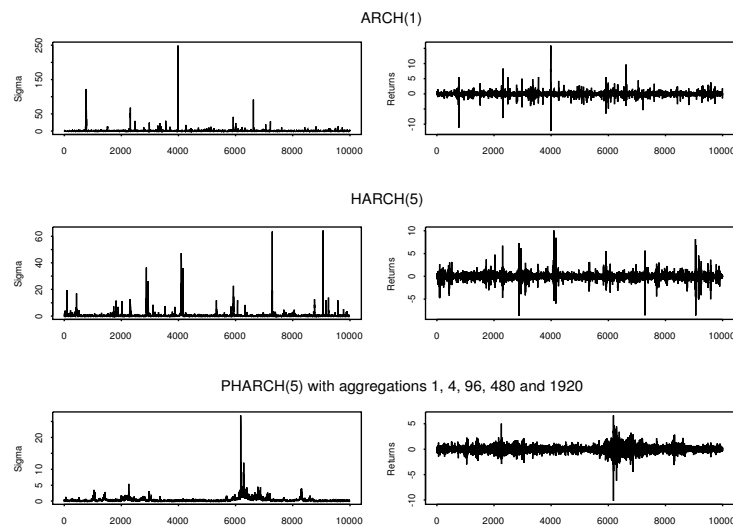 ARCH(1)
Sigma
0 50 150 250
0 2000 4000 6000 8000 10000
Returns
-10 0 5 10
0 2000 4000 6000 8000 10000
HARCH(5)
Sigma
0 20 40 60
0 2000 4000 6000 8000 10000
Returns
-5 0 5 10
0 2000 4000 6000 8000 10000
PHARCH(5) with aggregations 1, 4, 96, 480 and 1920
Sigma
0 5 10 20
0 2000 4000 6000 8000 10000
Returns
-10 -5 0 5
0 2000 4000 6000 8000 10000